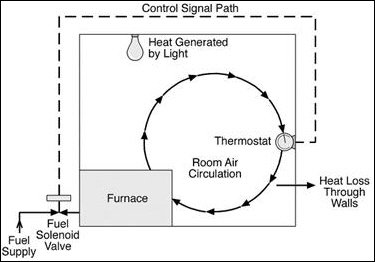 Control Signal Path
Heat Generated
by Light
Thermostat
Room Air
Circulation
Heat Loss
Through
Walls
Furnace
Fuel
Solenoid
Valve
Fuel
Supply